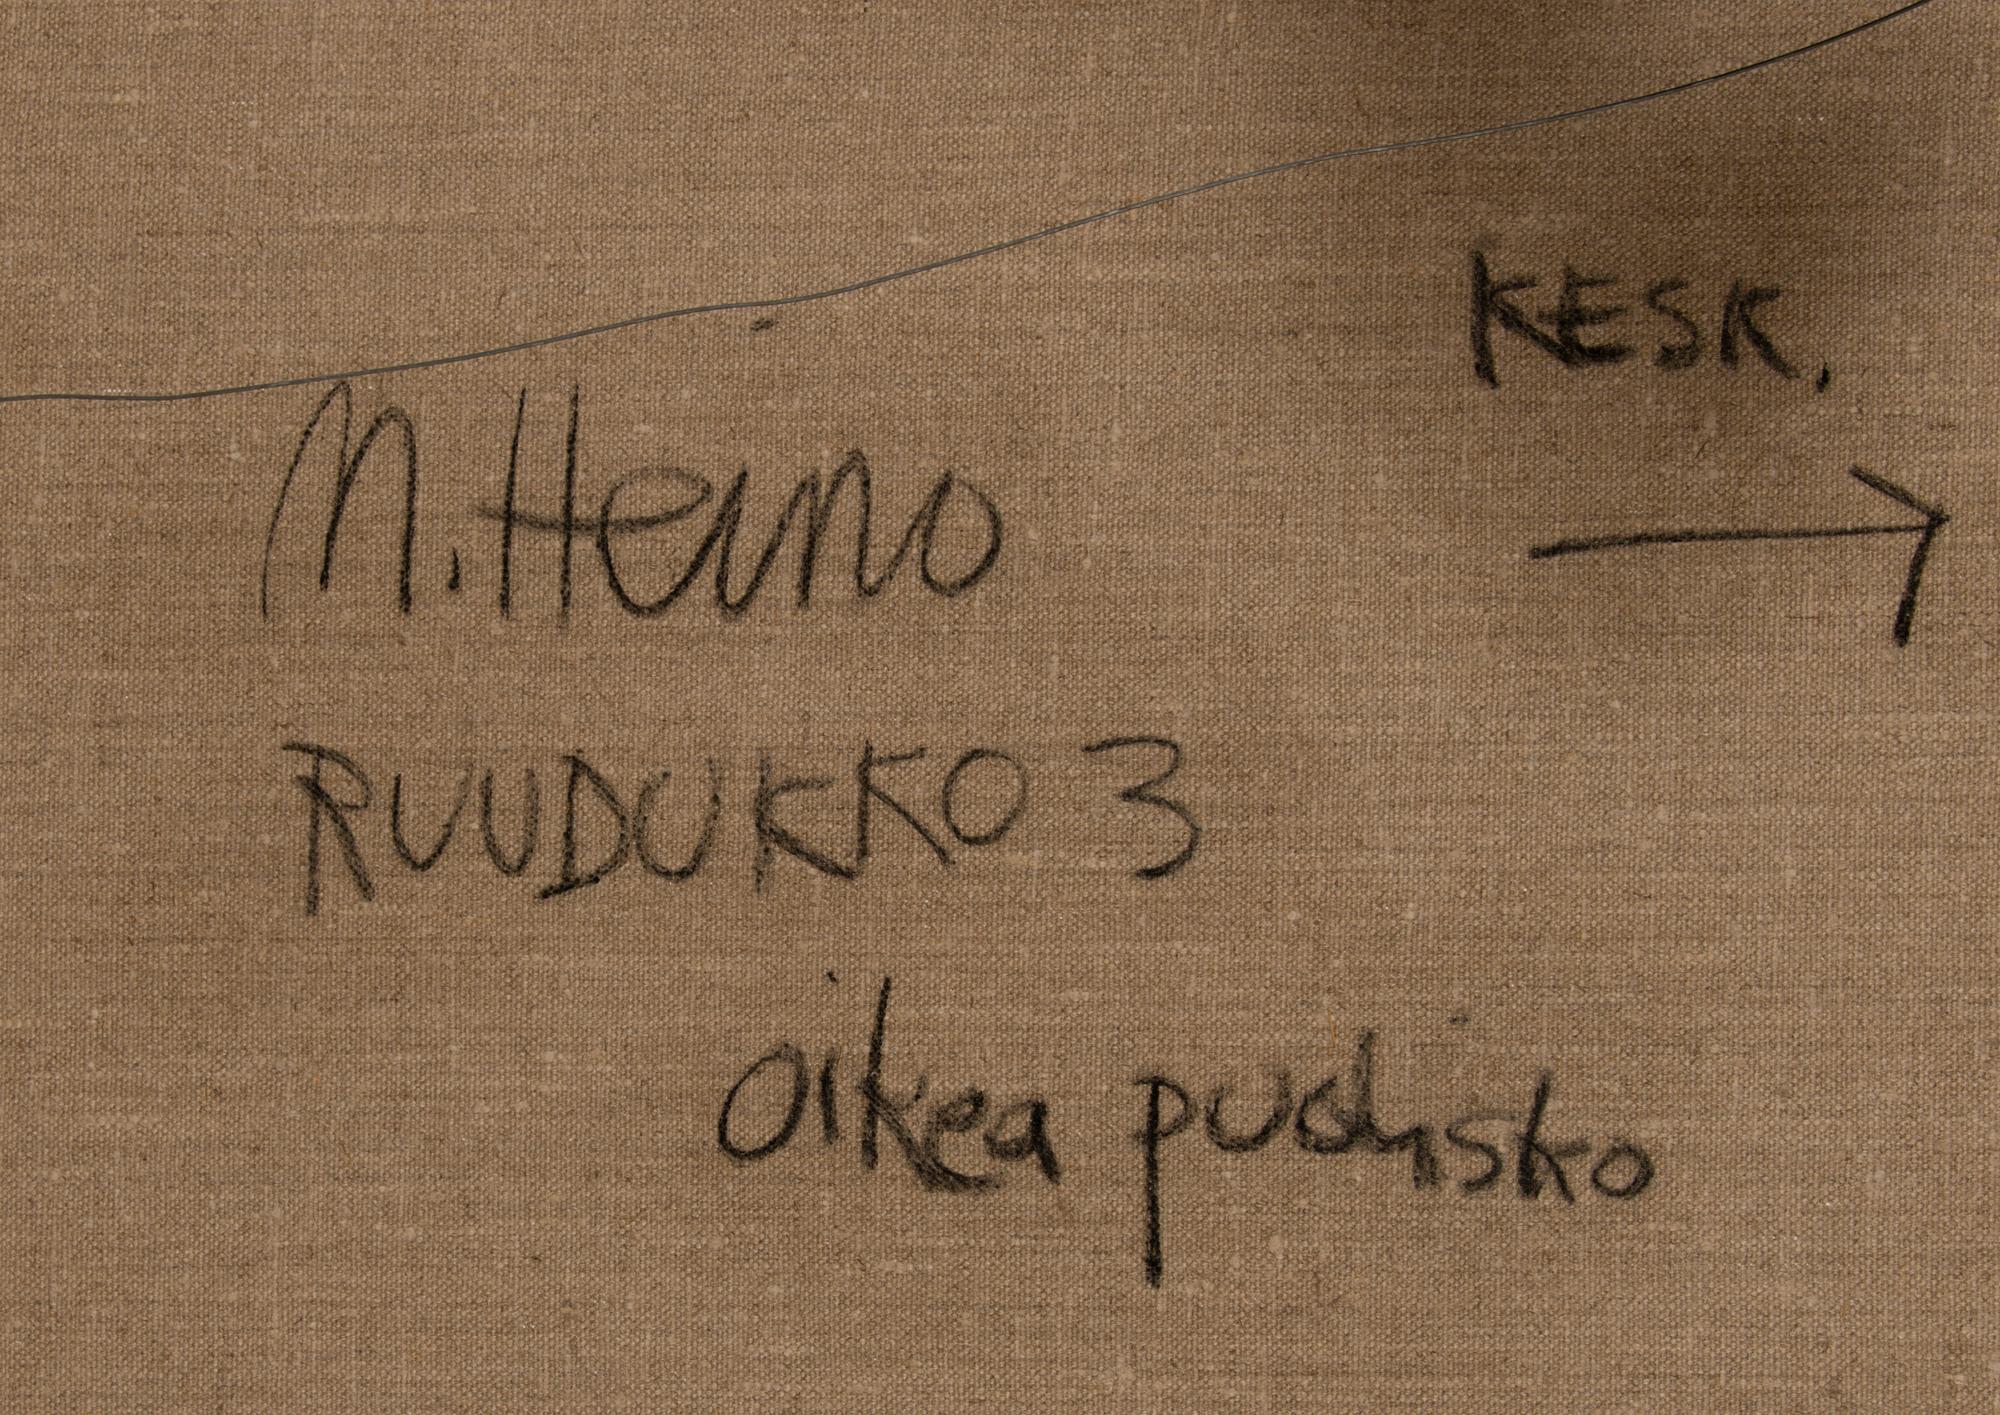 KESK.
M. Heino
RUUDUKKO 3
oikea puolisko